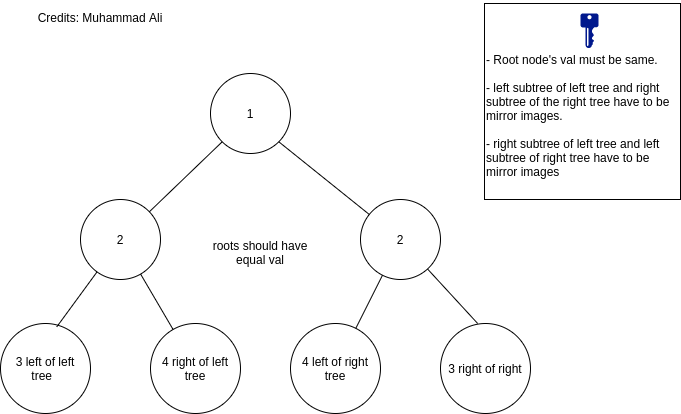 Credits: Muhammad Ali
- Root node's val must be same.
- left subtree of left tree and right
subtree of the right tree have to be
mirror images.
- right subtree of left tree and left
subtree of right tree have to be
mirror images
1
2
roots should have
equal val
2
3 left of left
tree
4 right of left
tree
4 left of right
tree
3 right of right